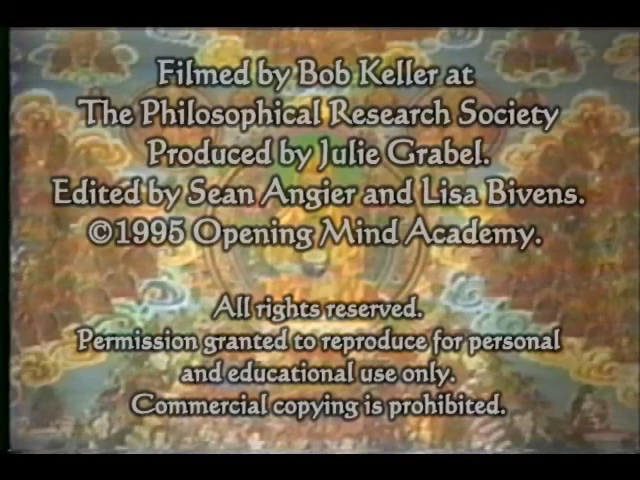 Filmed by Bob Keller at
The Philosophical Research Society
Produced by Julie Grabel.
Edited by Sean Angier and Lisa Bivens.
©1995 Opening Mind Academy.
All rights reserved.
Permission granted to reproduce for personal
and educational use only.
Commercial copying is prohibited.